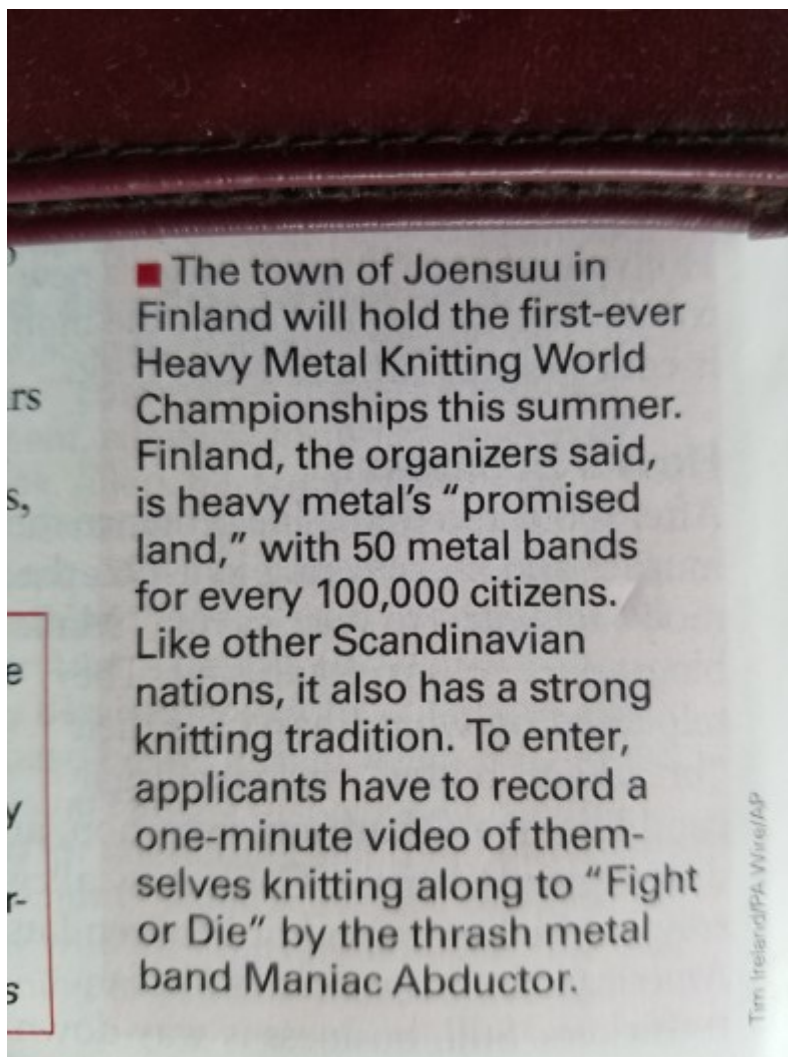 ■ The town of Joensuu in
Finland will hold the first-ever
Heavy Metal Knitting World
Championships this summer.
Finland, the organizers said,
is heavy metal’s “promised
land,” with 50 metal bands
for every 100,000 citizens.
Like other Scandinavian
nations, it also has a strong
knitting tradition. To enter,
applicants have to record a
one-minute video of them-
selves knitting along to “Fight
or Die” by the thrash metal
band Maniac Abductor.
Tim Ireland/PA Wire/AP
rs
s,
e
y
r-
s